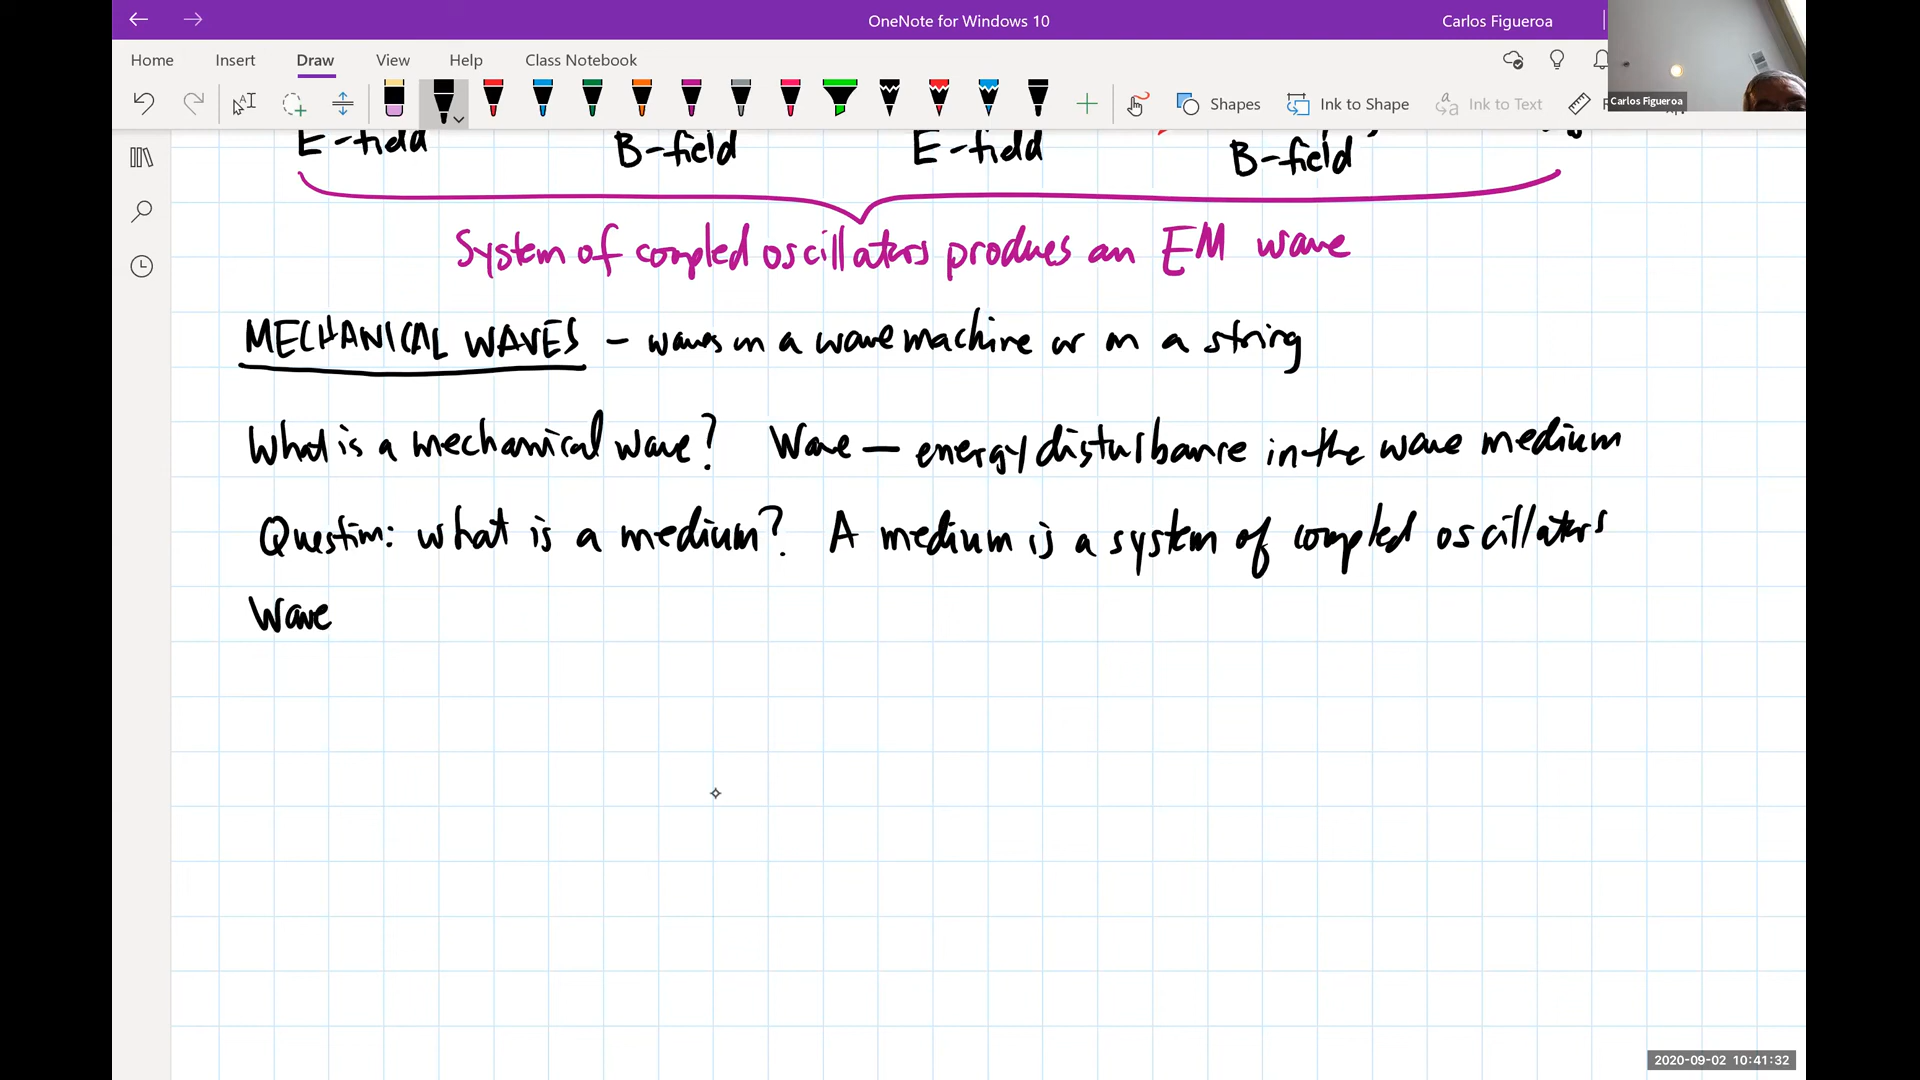 OneNote for Windows 10
Carlos Figueroa
Home Insert Draw View Help Class Notebook
Shapes Ink to Shape Ink to Text
Carlos Figueroa
E-field B-field E-field B-field
System of coupled oscillators produces an EM wave
MECHANICAL WAVES - waves in a wave machine or on a string
What is a mechanical wave? Wave - energy disturbance in the wave medium
Question: what is a medium? A medium is a system of coupled oscillators
Wave
2020-09-02 10:41:32